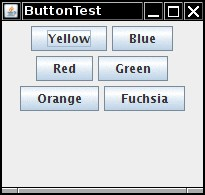 ButtonTest
Yellow Blue
Red Green
Orange Fuchsia